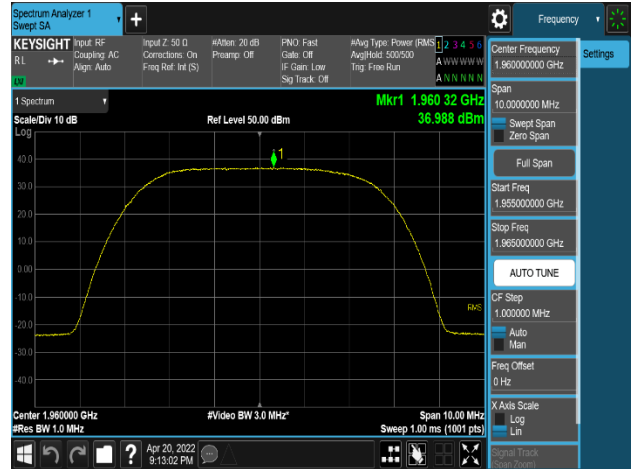 Spectrum Analyzer 1
Swept SA
Frequency
KEYSIGHT
RL
Input: RF
Coupling: AC
Align: Auto
Input Z: 50 Ω
Corrections: On
Freq Ref: Int (S)
#Atten: 20 dB
Preamp: Off
PNO: Fast
Gate: Off
IF Gain: Low
Sig Track: Off
#Avg Type: Power (RMS
Avg|Hold: 500/500
Trig: Free Run
1 2 3 4 5 6
A W W W W W
A N N N N N
Settings
1 Spectrum
Mkr1 1.960 32 GHz
Scale/Div 10 dB
Ref Level 50.00 dBm
36.988 dBm
Log
1
40.0
30.0
20.0
10.0
0.00
-10.0
-20.0
-30.0
-40.0
RMS
Center 1.960000 GHz
#Video BW 3.0 MHz*
Span 10.00 MHz
#Res BW 1.0 MHz
Sweep 1.00 ms (1001 pts)
Apr 20, 2022
9:13:02 PM
?
Center Frequency
1.960000000 GHz
Span
10.0000000 MHz
Swept Span
Zero Span
Full Span
Start Freq
1.955000000 GHz
Stop Freq
1.965000000 GHz
AUTO TUNE
CF Step
1.000000 MHz
Auto
Man
Freq Offset
0 Hz
X Axis Scale
Log
Lin
Signal Track
(Span Zoom)